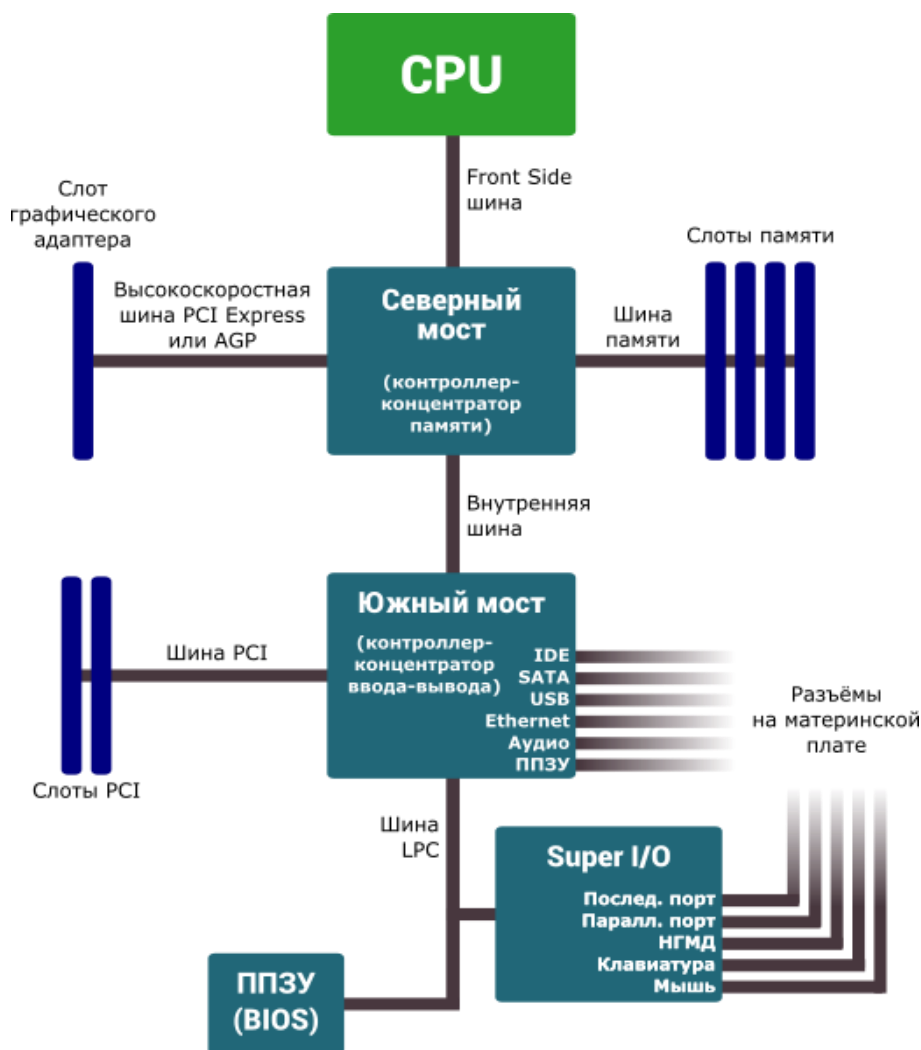 CPU
Front Side
шина
Слот
графического
адаптера
Слоты памяти
Высокоскоростная
шина PCI Express
или AGP
Северный
мост
(контроллер-
концентратор
памяти)
Шина
памяти
Внутренняя
шина
Южный мост
(контроллер-
концентратор
ввода-вывода)
IDE
SATA
USB
Ethernet
Аудио
ППЗУ
Шина PCI
Слоты PCI
Разъёмы
на материнской
плате
Шина
LPC
Super I/O
Послед. порт
Паралл. порт
НГМД
Клавиатура
Мышь
ППЗУ
(BIOS)